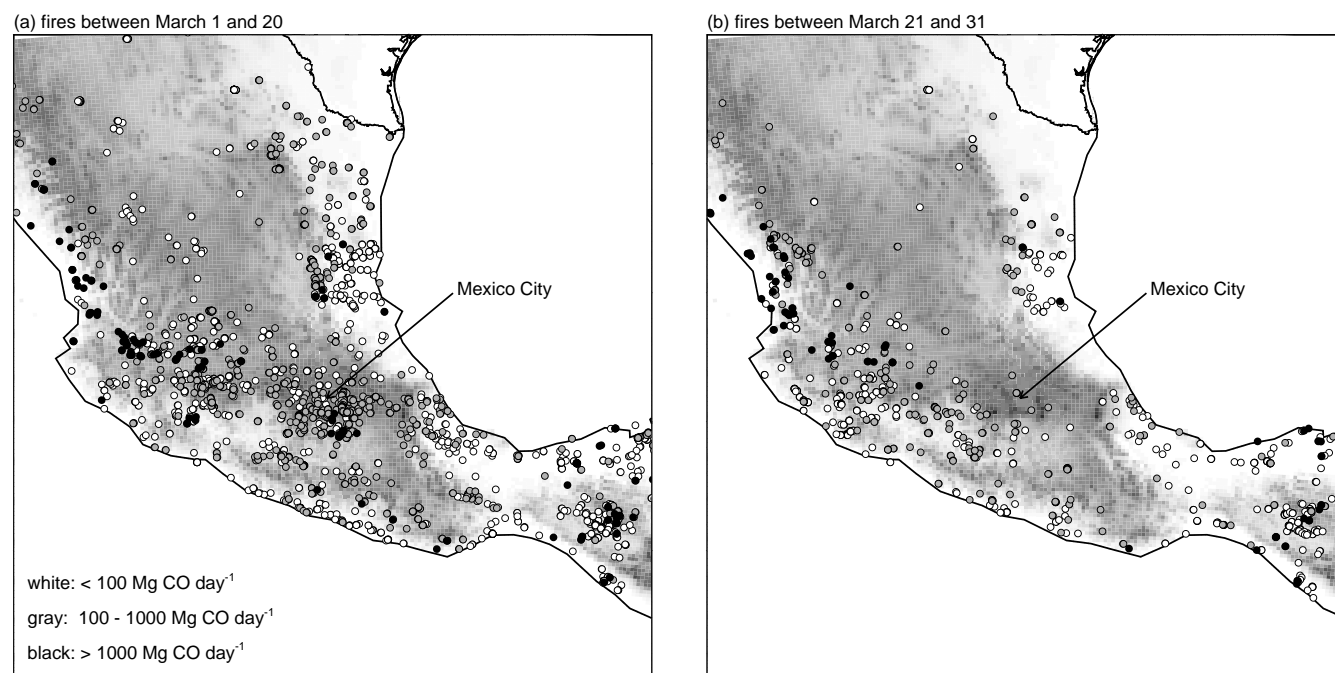 (a) fires between March 1 and 20
(b) fires between March 21 and 31
Mexico City
Mexico City
white: < 100 Mg CO day⁻¹
gray:  100 - 1000 Mg CO day⁻¹
black: > 1000 Mg CO day⁻¹